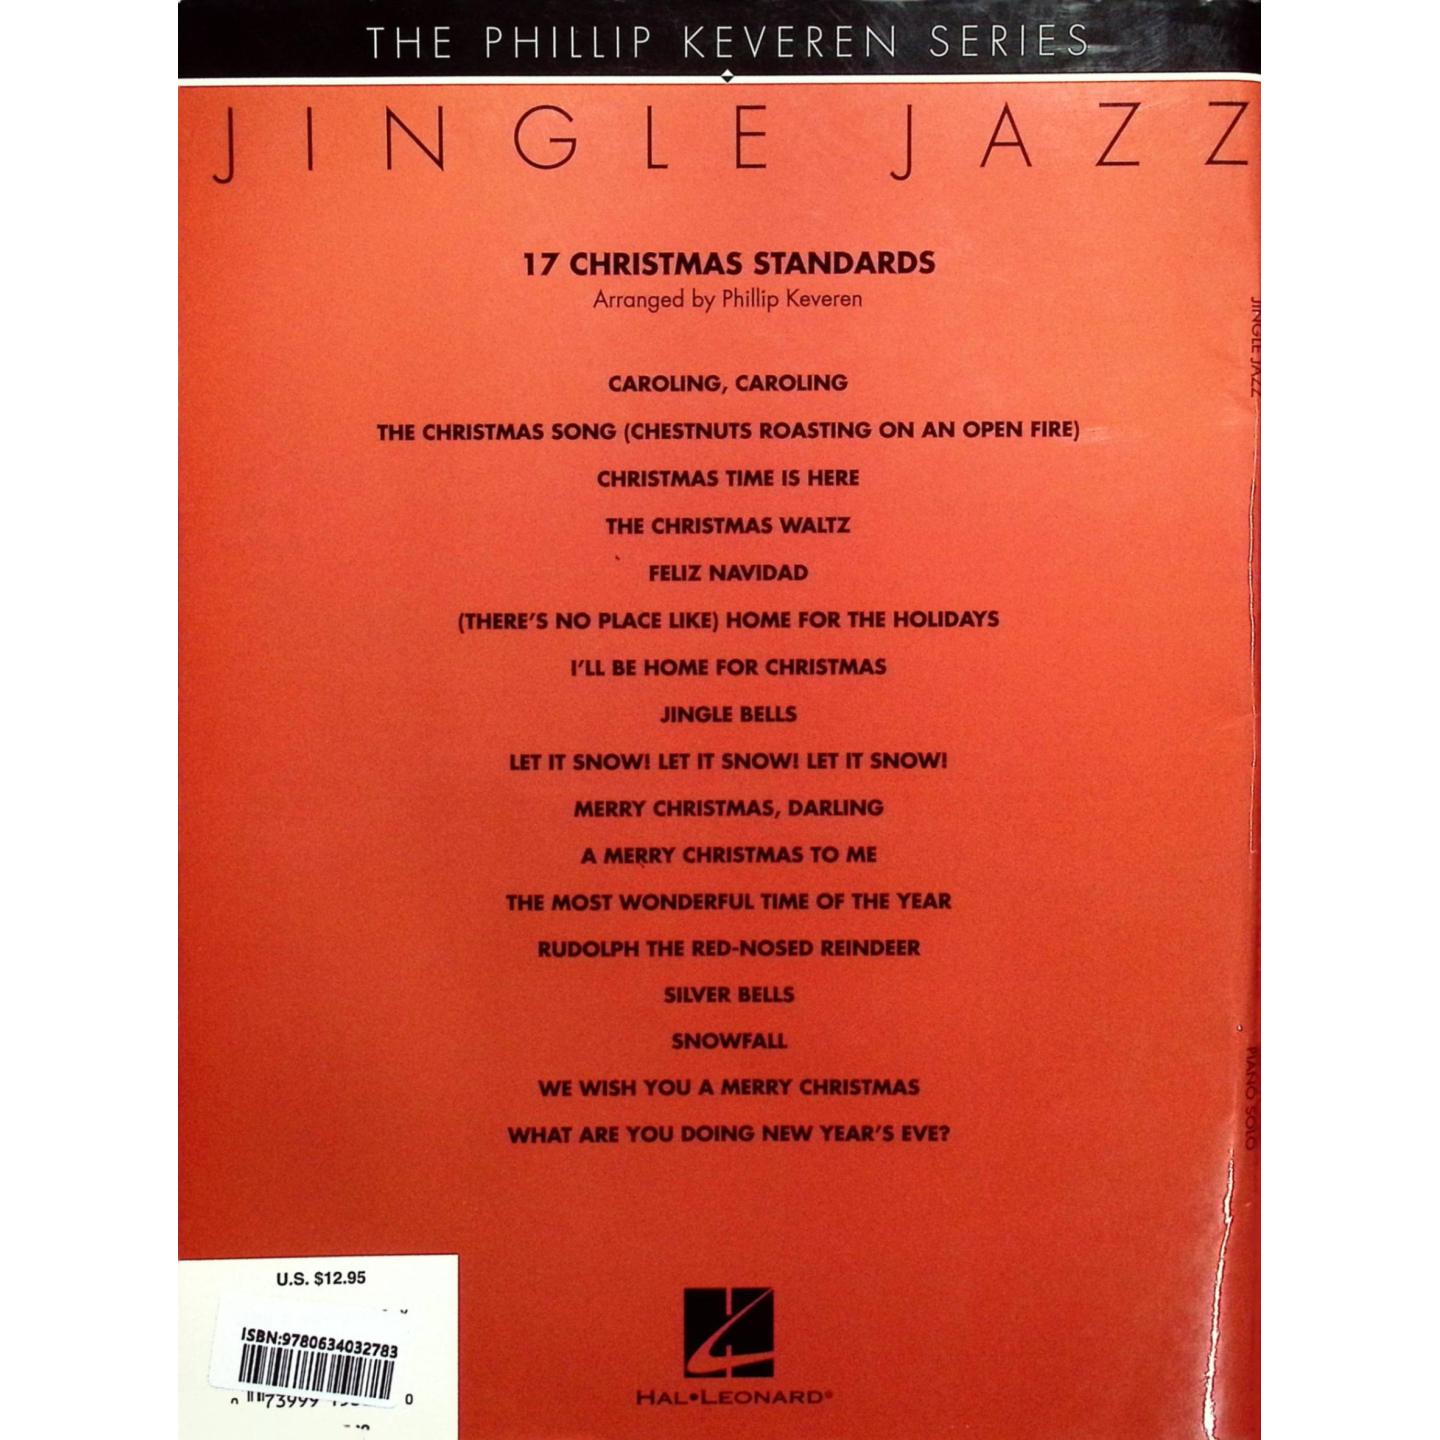 THE PHILLIP KEVEREN SERIES
JINGLE JAZZ
17 CHRISTMAS STANDARDS
Arranged by Phillip Keveren
CAROLING, CAROLING
THE CHRISTMAS SONG (CHESTNUTS ROASTING ON AN OPEN FIRE)
CHRISTMAS TIME IS HERE
THE CHRISTMAS WALTZ
FELIZ NAVIDAD
(THERE'S NO PLACE LIKE) HOME FOR THE HOLIDAYS
I'LL BE HOME FOR CHRISTMAS
JINGLE BELLS
LET IT SNOW! LET IT SNOW! LET IT SNOW!
MERRY CHRISTMAS, DARLING
A MERRY CHRISTMAS TO ME
THE MOST WONDERFUL TIME OF THE YEAR
RUDOLPH THE RED-NOSED REINDEER
SILVER BELLS
SNOWFALL
WE WISH YOU A MERRY CHRISTMAS
WHAT ARE YOU DOING NEW YEAR'S EVE?
JINGLE JAZZ
PIANO SOLO
U.S. $12.95
ISBN:9780634032783
73999
0
HAL•LEONARD®